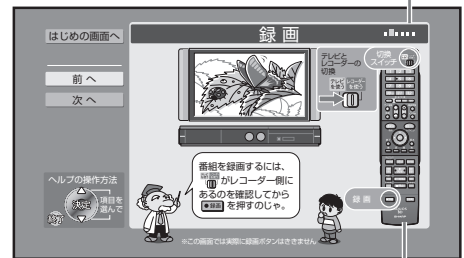 はじめの画面へ
前 へ
次 へ
ヘルプの操作方法
決定
項目を
選んで
録 画
テレビと
レコーダーの
切換
テレビ
を使う
レコーダー
を使う
切換
スイッチ
番組を録画するには、
がレコーダー側に
あるのを確認してから
●録画 を押すのじゃ。
録 画
※この画面では実際に録画ボタンはききません